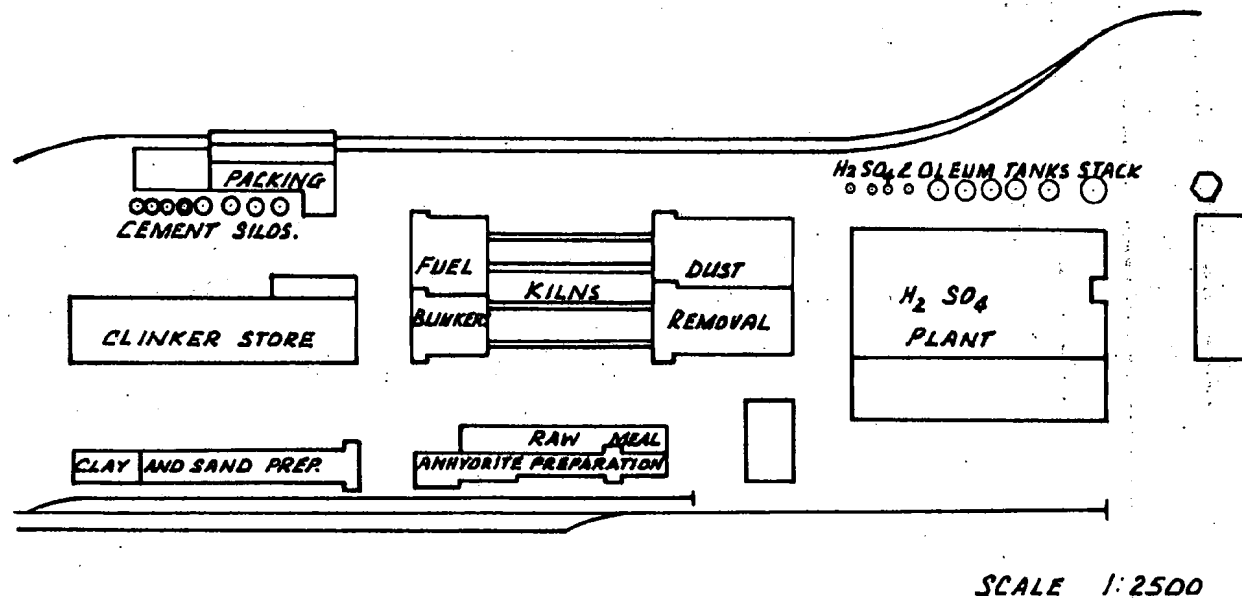 H2 SO4 & OLEUM TANKS STACK
PACKING
CEMENT SILOS.
FUEL
DUST
KILNS
BLINKERS
REMOVAL
H2 SO4
PLANT
CLINKER STORE
RAW MEAL
CLAY AND SAND PREP.
ANHYDRITE PREPARATION
SCALE 1:2500